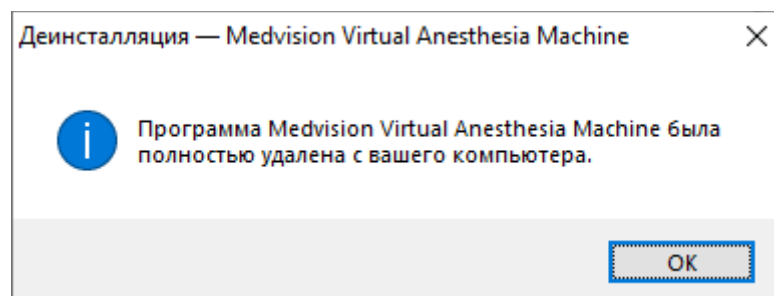 Деинсталляция — Medvision Virtual Anesthesia Machine
Программа Medvision Virtual Anesthesia Machine была
полностью удалена с вашего компьютера.
OK